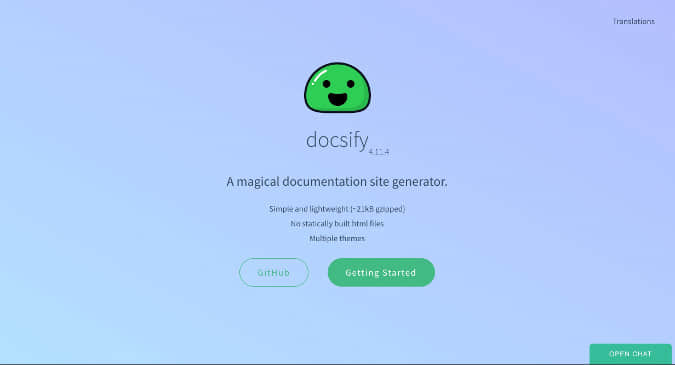 Translations
docsify 4.11.4
A magical documentation site generator.
Simple and lightweight (~21kB gzipped)
No statically built html files
Multiple themes
GitHub Getting Started
OPEN CHAT